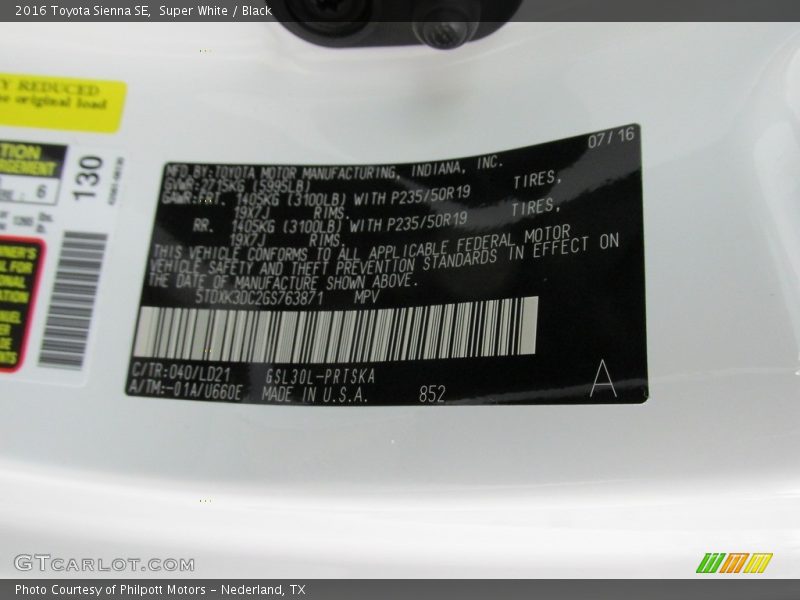 2016 Toyota Sienna SE, Super White / Black
Y REDUCED
e original load
TION
6
130
07/16
MFD.BY:TOYOTA MOTOR MANUFACTURING, INDIANA, INC.
GVWR:2715KG (5995LB)
GAWR:FRT. 1405KG (3100LB) WITH P235/50R19 TIRES,
19X7J RIMS.
RR. 1405KG (3100LB) WITH P235/50R19 TIRES,
19X7J RIMS.
THIS VEHICLE CONFORMS TO ALL APPLICABLE FEDERAL MOTOR
VEHICLE SAFETY AND THEFT PREVENTION STANDARDS IN EFFECT ON
THE DATE OF MANUFACTURE SHOWN ABOVE.
5TDXK3DC2GS763871 MPV
C/TR:040/LD21 GSL30L-PRTSKA
A/TM:-01A/U660E MADE IN U.S.A. 852 A
GTCARLOT.COM
Photo Courtesy of Philpott Motors - Nederland, TX